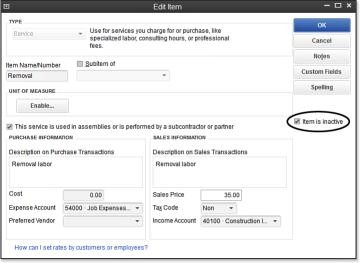 Edit Item
TYPE
Service
Use for services you charge for or purchase, like
specialized labor, consulting hours, or professional
fees.
OK
Cancel
Notes
Custom Fields
Spelling
Item Name/Number
Subitem of
Removal
UNIT OF MEASURE
Enable...
Item is inactive
This service is used in assemblies or is performed by a subcontractor or partner
PURCHASE INFORMATION
SALES INFORMATION
Description on Purchase Transactions
Description on Sales Transactions
Removal labor
Removal labor
Cost
0.00
Sales Price
35.00
Expense Account
54000 · Job Expenses...
Tax Code
Non
Preferred Vendor
Income Account
40100 · Construction I...
How can I set rates by customers or employees?